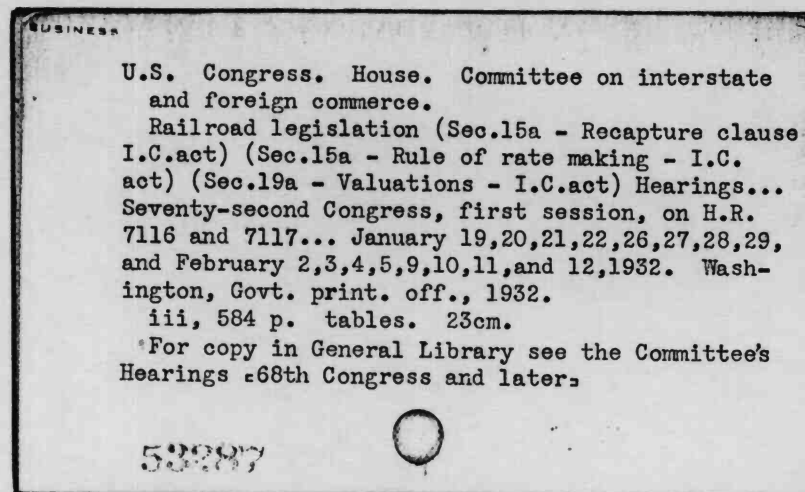 BUSINESS
U.S. Congress. House. Committee on interstate
and foreign commerce.
Railroad legislation (Sec.15a - Recapture clause
I.C.act) (Sec.15a - Rule of rate making - I.C.
act) (Sec.19a - Valuations - I.C.act) Hearings...
Seventy-second Congress, first session, on H.R.
7116 and 7117... January 19,20,21,22,26,27,28,29,
and February 2,3,4,5,9,10,11,and 12,1932. Wash-
ington, Govt. print. off., 1932.
iii, 584 p. tables. 23cm.
For copy in General Library see the Committee's
Hearings [68th Congress and later]
53287